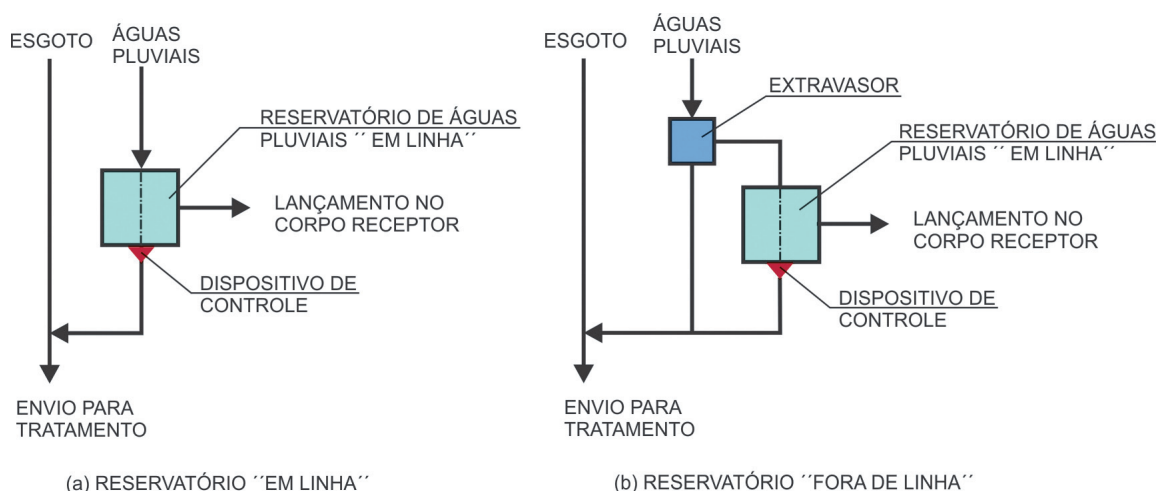 ESGOTO
ÁGUAS
PLUVIAIS
RESERVATÓRIO DE ÁGUAS
PLUVIAIS ´´ EM LINHA´´
LANÇAMENTO NO
CORPO RECEPTOR
DISPOSITIVO DE
CONTROLE
ENVIO PARA
TRATAMENTO
(a) RESERVATÓRIO ´´EM LINHA´´
ESGOTO
ÁGUAS
PLUVIAIS
EXTRAVASOR
RESERVATÓRIO DE ÁGUAS
PLUVIAIS ´´ EM LINHA´´
LANÇAMENTO NO
CORPO RECEPTOR
DISPOSITIVO DE
CONTROLE
ENVIO PARA
TRATAMENTO
(b) RESERVATÓRIO ´´FORA DE LINHA´´